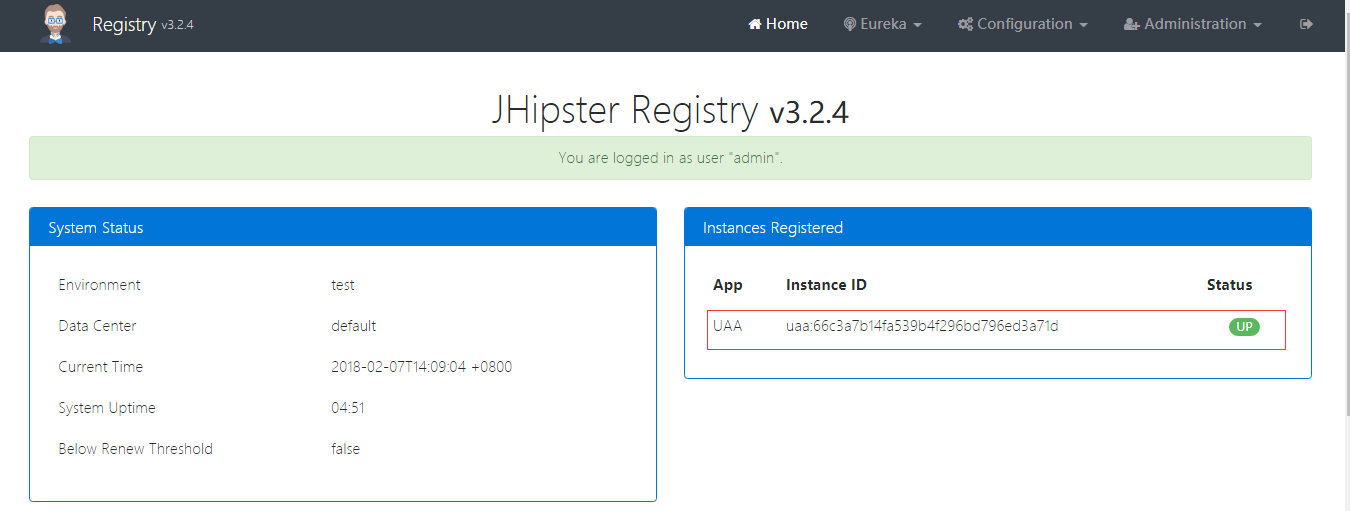 Registry v3.2.4
Home Eureka Configuration Administration
JHipster Registry v3.2.4
You are logged in as user "admin".
System Status
Environment test
Data Center default
Current Time 2018-02-07T14:09:04 +0800
System Uptime 04:51
Below Renew Threshold false
Instances Registered
App Instance ID Status
UAA uaa:66c3a7b14fa539b4f296bd796ed3a71d UP